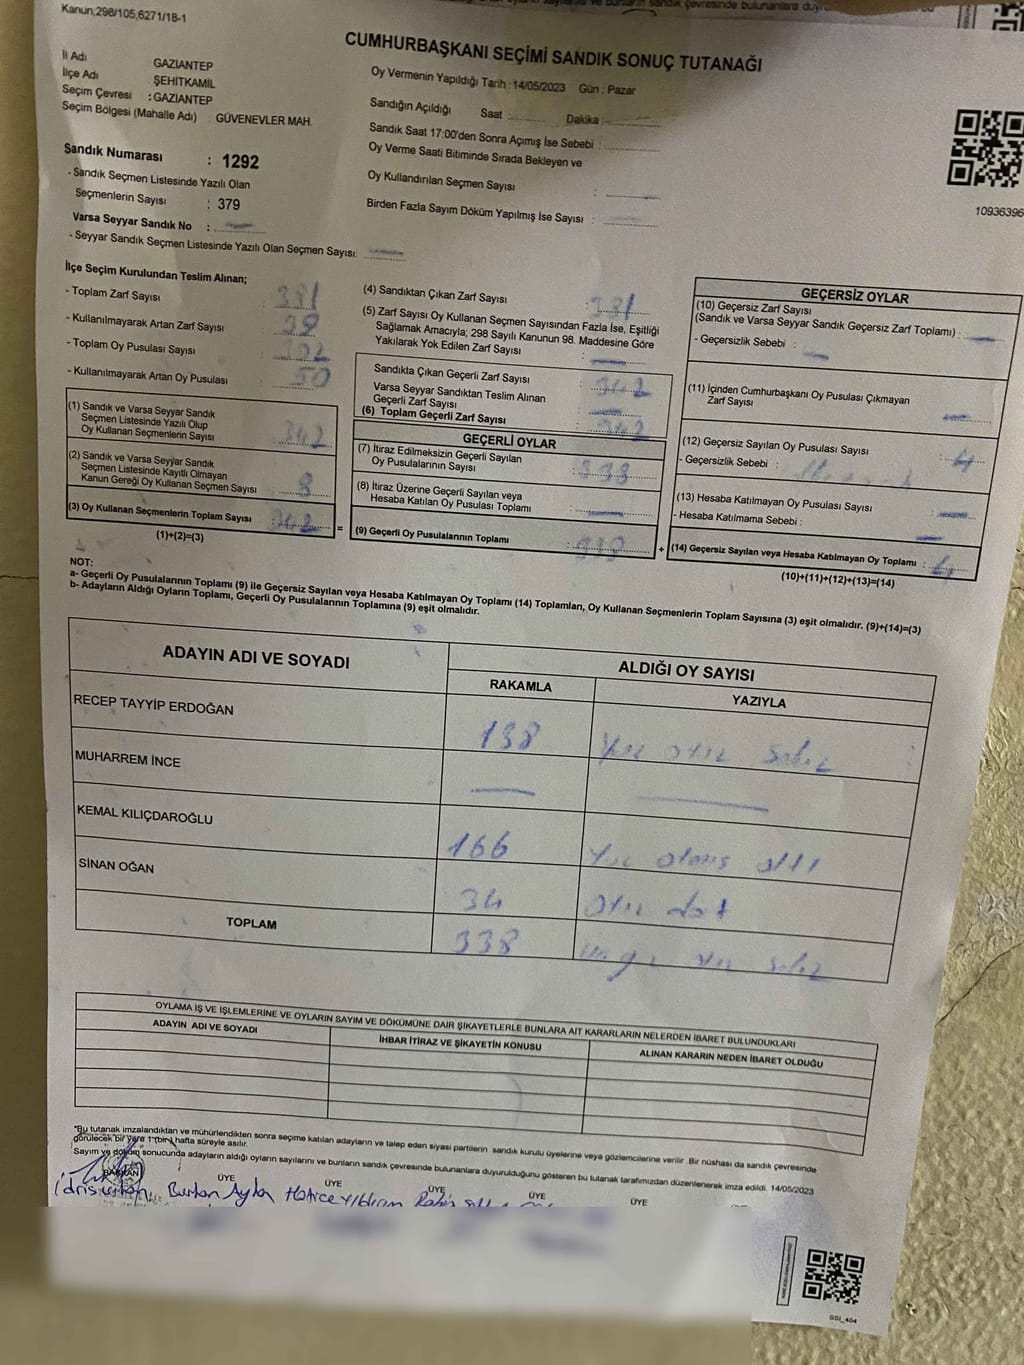 Kanun:298/105,6271/18-1
CUMHURBAŞKANI SEÇİMİ SANDIK SONUÇ TUTANAĞI
İl Adı GAZİANTEP
İlçe Adı ŞEHİTKAMİL
Seçim Çevresi : GAZİANTEP
Seçim Bölgesi (Mahalle Adı) : GÜVENEVLER MAH.
Oy Vermenin Yapıldığı Tarih : 14/05/2023 Gün : Pazar
Sandığın Açıldığı Saat : Dakika :
Sandık Saat 17:00'den Sonra Açımış İse Sebebi :
Oy Verme Saati Bitiminde Sırada Bekleyen ve
Oy Kullandırılan Seçmen Sayısı :
Birden Fazla Sayım Döküm Yapılmış İse Sayısı :
10936396
Sandık Numarası : 1292
- Sandık Seçmen Listesinde Yazılı Olan
Seçmenlerin Sayısı : 379
Varsa Seyyar Sandık No :
- Seyyar Sandık Seçmen Listesinde Yazılı Olan Seçmen Sayısı:
İlçe Seçim Kurulundan Teslim Alınan;
- Toplam Zarf Sayısı : 381
- Kullanılmayarak Artan Zarf Sayısı :
- Toplam Oy Pusulası Sayısı :
- Kullanılmayarak Artan Oy Pusulası : 50
(1) Sandık ve Varsa Seyyar Sandık
Seçmen Listesinde Yazılı Olup
Oy Kullanan Seçmenlerin Sayısı : 342
(2) Sandık ve Varsa Seyyar Sandık
Seçmen Listesinde Kayıtlı Olmayan
Kanun Gereği Oy Kullanan Seçmen Sayısı :
(3) Oy Kullanan Seçmenlerin Toplam Sayısı : 342
(1)+(2)=(3)
=
(4) Sandıktan Çıkan Zarf Sayısı :
(5) Zarf Sayısı Oy Kullanan Seçmen Sayısından Fazla İse, Eşitliği
Sağlamak Amacıyla; 298 Sayılı Kanunun 98. Maddesine Göre
Yakılarak Yok Edilen Zarf Sayısı :
Sandıkta Çıkan Geçerli Zarf Sayısı : 342
Varsa Seyyar Sandıktan Teslim Alınan
Geçerli Zarf Sayısı :
(6) Toplam Geçerli Zarf Sayısı : 342
GEÇERLİ OYLAR
(7) İtiraz Edilmeksizin Geçerli Sayılan
Oy Pusulalarının Sayısı : 338
(8) İtiraz Üzerine Geçerli Sayılan veya
Hesaba Katılan Oy Pusulası Toplamı :
(9) Geçerli Oy Pusulalarının Toplamı : 338
+
GEÇERSİZ OYLAR
(10) Geçersiz Zarf Sayısı
(Sandık ve Varsa Seyyar Sandık Geçersiz Zarf Toplamı) :
- Geçersizlik Sebebi :
(11) İçinden Cumhurbaşkanı Oy Pusulası Çıkmayan
Zarf Sayısı :
(12) Geçersiz Sayılan Oy Pusulası Sayısı : 4
- Geçersizlik Sebebi :
(13) Hesaba Katılmayan Oy Pusulası Sayısı :
- Hesaba Katılmama Sebebi :
(14) Geçersiz Sayılan veya Hesaba Katılmayan Oy Toplamı : 4
(10)+(11)+(12)+(13)=(14)
NOT:
a- Geçerli Oy Pusulalarının Toplamı (9) ile Geçersiz Sayılan veya Hesaba Katılmayan Oy Toplamı (14) Toplamları, Oy Kullanan Seçmenlerin Toplam Sayısına (3) eşit olmalıdır. (9)+(14)=(3)
b- Adayların Aldığı Oyların Toplamı, Geçerli Oy Pusulalarının Toplamına (9) eşit olmalıdır.
ADAYIN ADI VE SOYADI ALDIĞI OY SAYISI
RAKAMLA YAZIYLA
RECEP TAYYİP ERDOĞAN 138 Yüz otuz sekiz
MUHARREM İNCE
KEMAL KILIÇDAROĞLU 166 Yüz atmış altı
SİNAN OĞAN 34 Otuz dört
TOPLAM 338 otuz sekiz
OYLAMA İŞ VE İŞLEMLERİNE VE OYLARIN SAYIM VE DÖKÜMÜNE DAİR ŞİKAYETLERLE BUNLARA AİT KARARLARIN NELERDEN İBARET BULUNDUKLARI
ADAYIN ADI VE SOYADI İHBAR İTİRAZ VE ŞİKAYETİN KONUSU ALINAN KARARIN NEDEN İBARET OLDUĞU
*Bu tutanak imzalandıktan ve mühürlendikten sonra seçime katılan adayların ve talep eden siyasi partilerin sandık kurulu üyelerine veya gözlemcilerine verilir .Bir nüshası da sandık çevresinde
görülecek bir yere 1 (bir) hafta süreyle asılır.
Sayım ve döküm sonucunda adayların aldığı oyların sayılarını ve bunların sandık çevresinde bulunanlara duyurulduğunu gösteren bu tutanak tarafımızdan düzenlenerek imza edildi. 14/05/2023
BAŞKAN ÜYE ÜYE ÜYE ÜYE ÜYE
Burhan Hatice Yıldırım